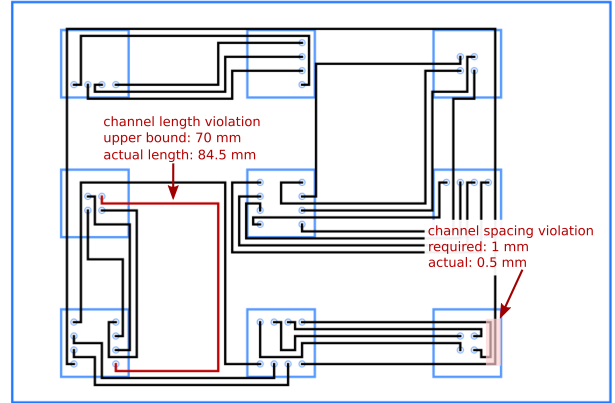 channel length violation
upper bound: 70 mm
actual length: 84.5 mm
channel spacing violation
required: 1 mm
actual: 0.5 mm